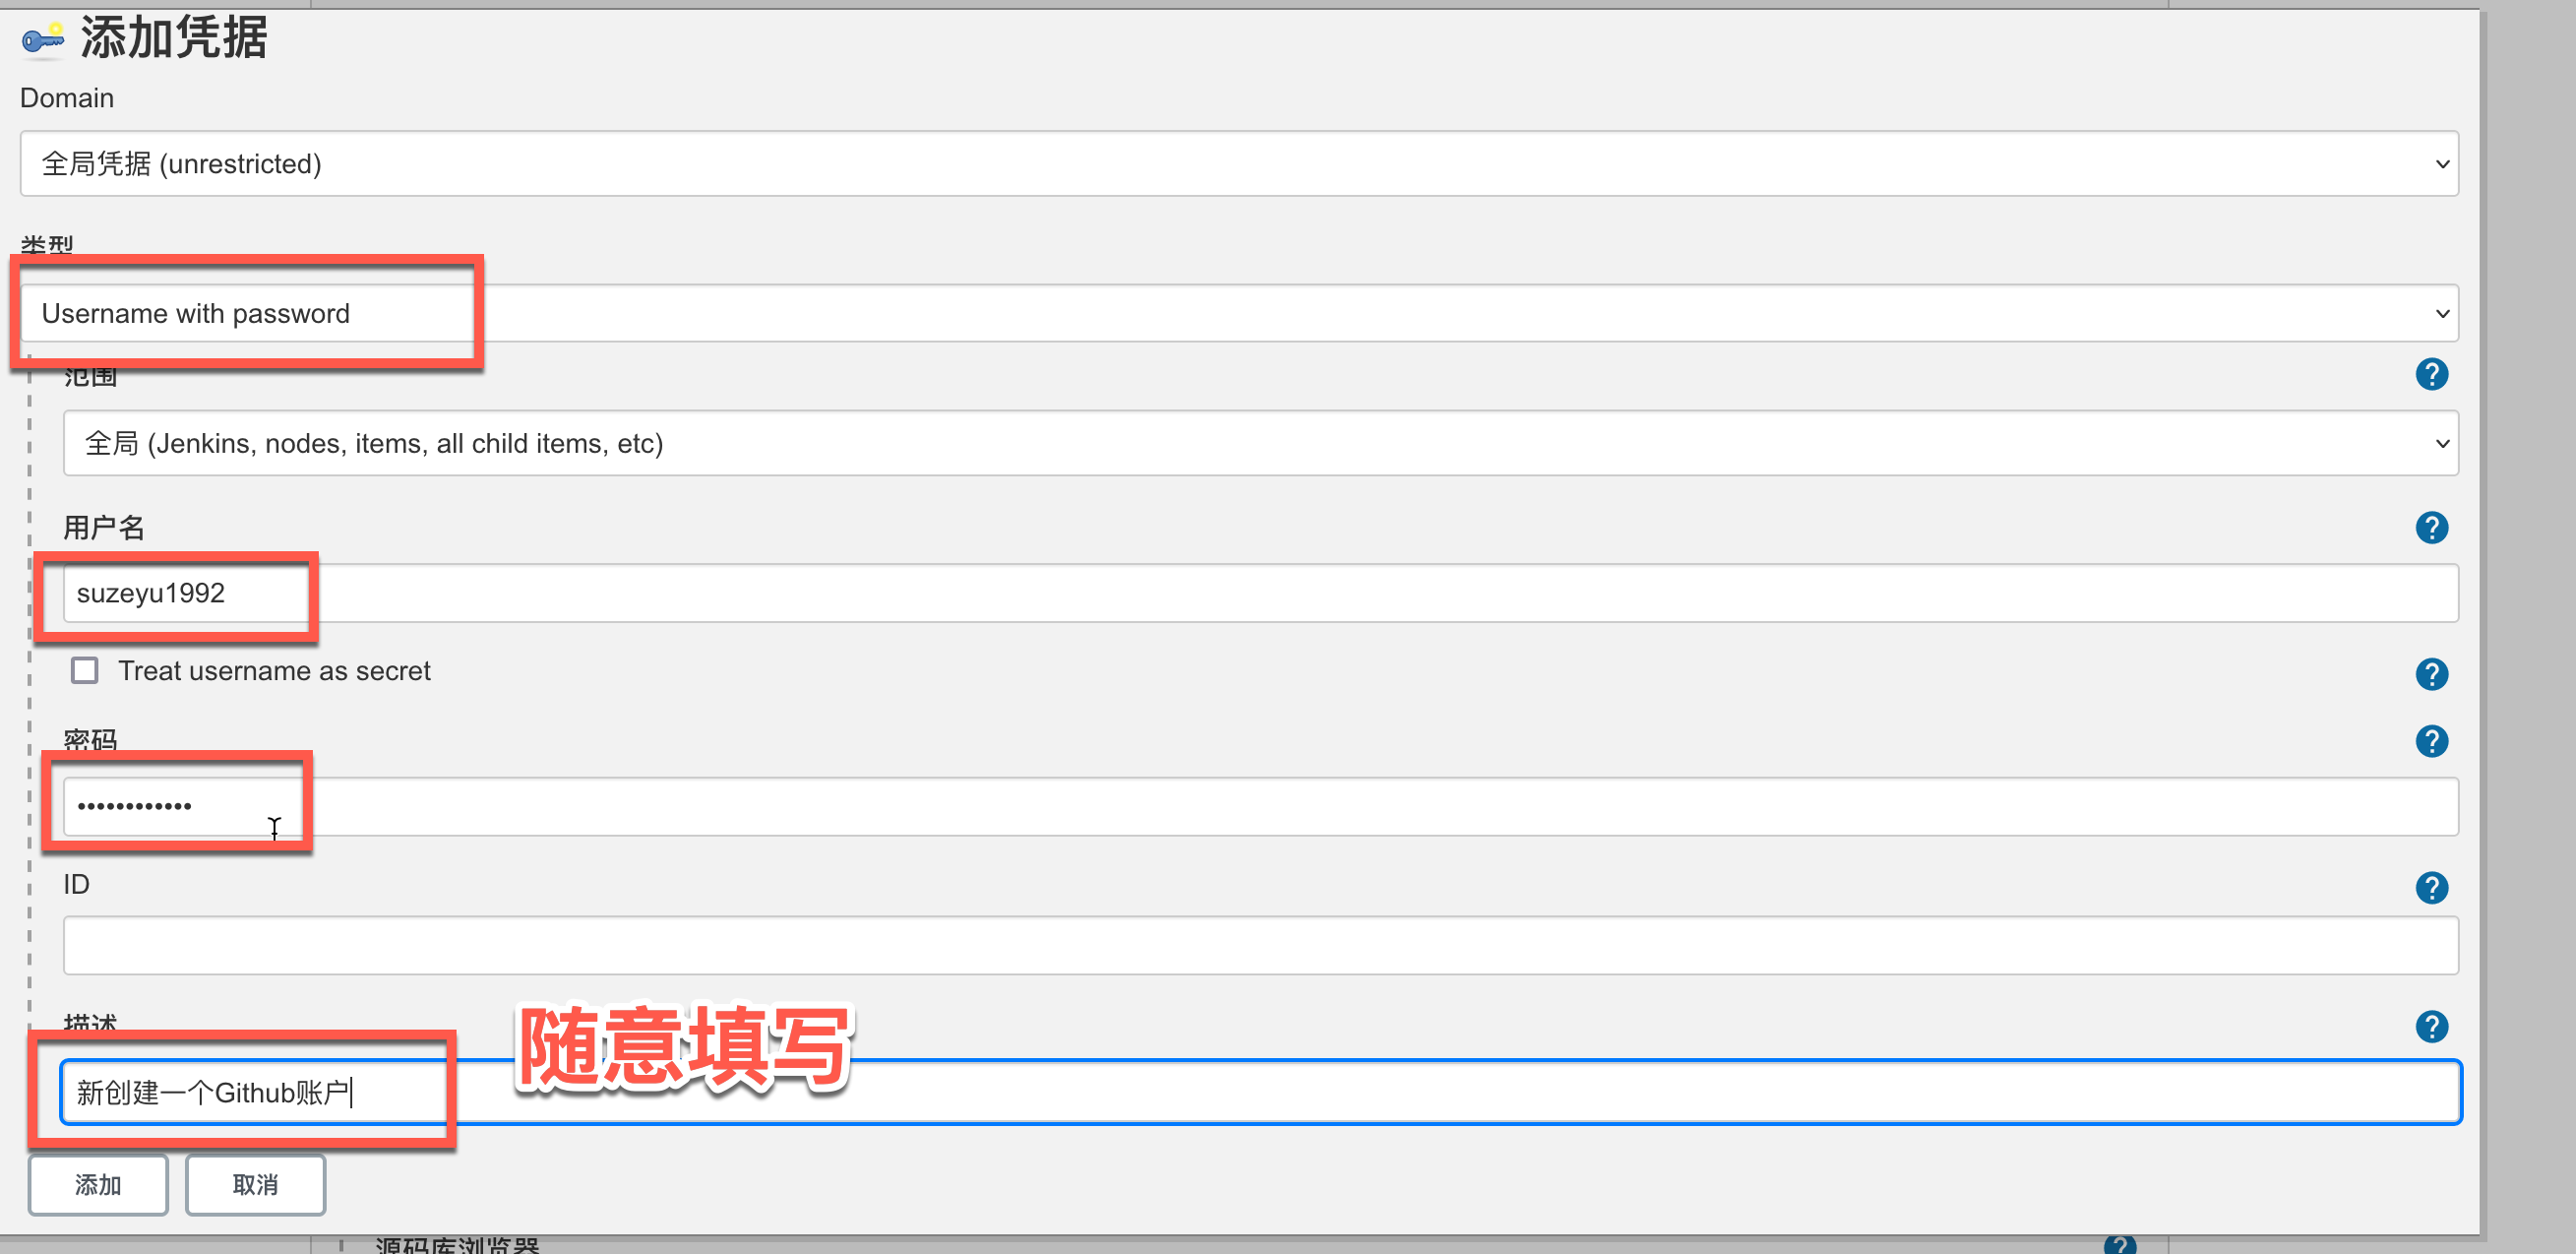 添加凭据
Domain
全局凭据 (unrestricted)
类型
Username with password
范围
全局 (Jenkins, nodes, items, all child items, etc)
用户名
suzeyu1992
Treat username as secret
密码
••••••••••••
ID
描述
随意填写
新创建一个Github账户
添加
取消
源码库浏览器